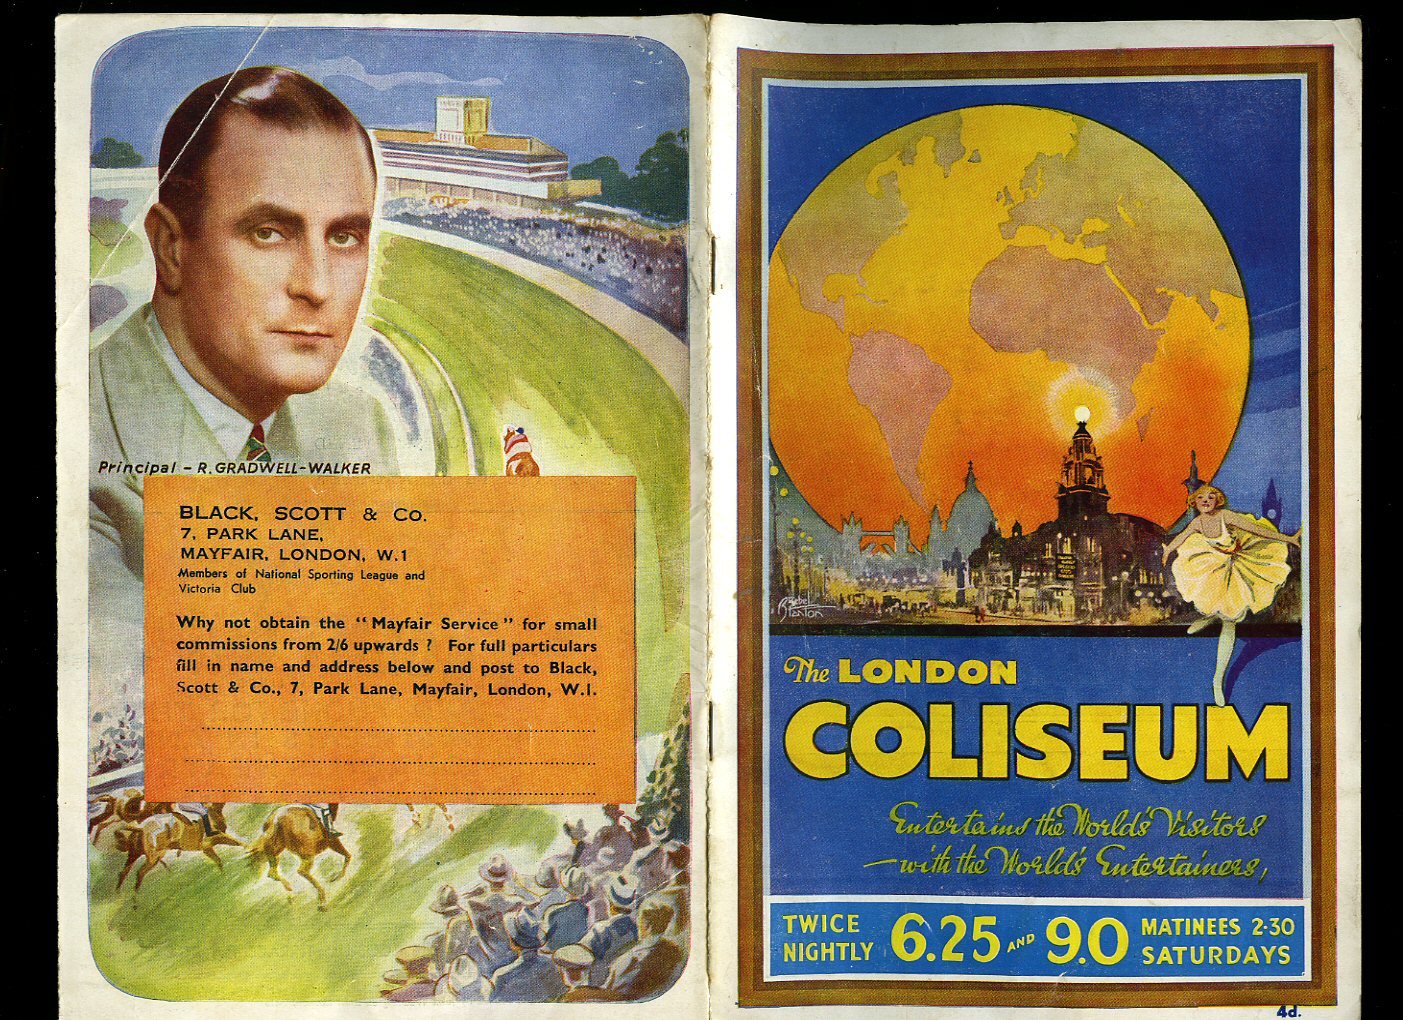 Principal - R. GRADWELL-WALKER
BLACK, SCOTT & Co.
7, PARK LANE,
MAYFAIR, LONDON, W.1
Members of National Sporting League and
Victoria Club
Why not obtain the "Mayfair Service" for small
commissions from 2/6 upwards ? For full particulars
fill in name and address below and post to Black,
Scott & Co., 7, Park Lane, Mayfair, London, W.1.
The LONDON
COLISEUM
Entertains the World's Visitors
—with the World's Entertainers,
TWICE
NIGHTLY
6.25 AND 9.0
MATINEES 2·30
SATURDAYS
4d.